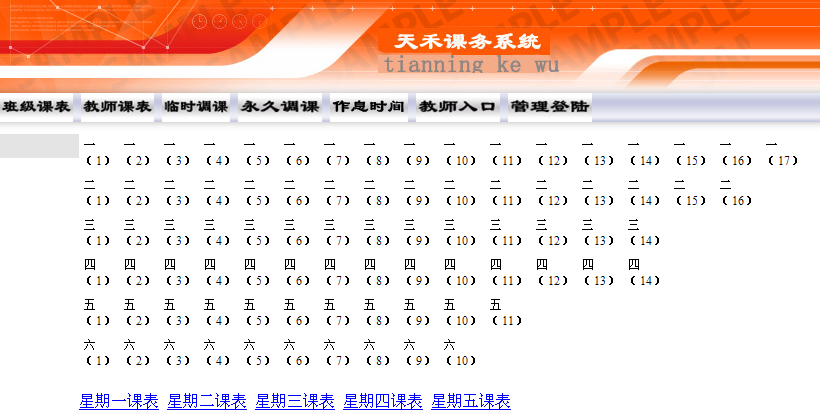 天禾课务系统
tianning ke wu
班级课表 教师课表 临时调课 永久调课 作息时间 教师入口 管理登陆
一 一 一 一 一 一 一 一 一 一 一 一 一 一 一 一 一
（1） （2） （3） （4） （5） （6） （7） （8） （9） （10） （11） （12） （13） （14） （15） （16） （17）
二 二 二 二 二 二 二 二 二 二 二 二 二 二 二 二
（1） （2） （3） （4） （5） （6） （7） （8） （9） （10） （11） （12） （13） （14） （15） （16）
三 三 三 三 三 三 三 三 三 三 三 三 三 三
（1） （2） （3） （4） （5） （6） （7） （8） （9） （10） （11） （12） （13） （14）
四 四 四 四 四 四 四 四 四 四 四 四 四 四
（1） （2） （3） （4） （5） （6） （7） （8） （9） （10） （11） （12） （13） （14）
五 五 五 五 五 五 五 五 五 五 五
（1） （2） （3） （4） （5） （6） （7） （8） （9） （10） （11）
六 六 六 六 六 六 六 六 六 六
（1） （2） （3） （4） （5） （6） （7） （8） （9） （10）
星期一课表 星期二课表 星期三课表 星期四课表 星期五课表